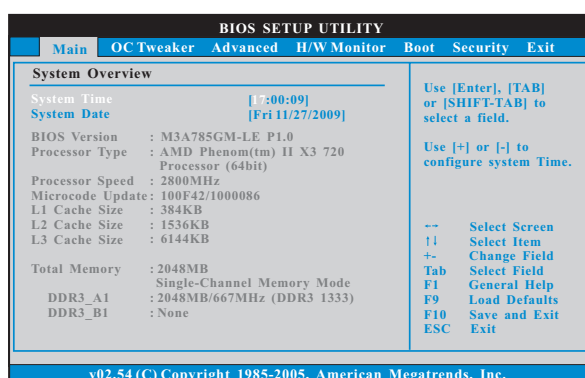 BIOS SETUP UTILITY
Main OC Tweaker Advanced H/W Monitor Boot Security Exit
System Overview
System Time [17:00:09]
System Date [Fri 11/27/2009]
BIOS Version : M3A785GM-LE P1.0
Processor Type : AMD Phenom(tm) II X3 720
Processor (64bit)
Processor Speed : 2800MHz
Microcode Update : 100F42/1000086
L1 Cache Size : 384KB
L2 Cache Size : 1536KB
L3 Cache Size : 6144KB
Total Memory : 2048MB
Single-Channel Memory Mode
DDR3_A1 : 2048MB/667MHz (DDR3 1333)
DDR3_B1 : None
Use [Enter], [TAB]
or [SHIFT-TAB] to
select a field.
Use [+] or [-] to
configure system Time.
←→ Select Screen
↑↓ Select Item
+- Change Field
Tab Select Field
F1 General Help
F9 Load Defaults
F10 Save and Exit
ESC Exit
v02.54 (C) Copyright 1985-2005, American Megatrends, Inc.